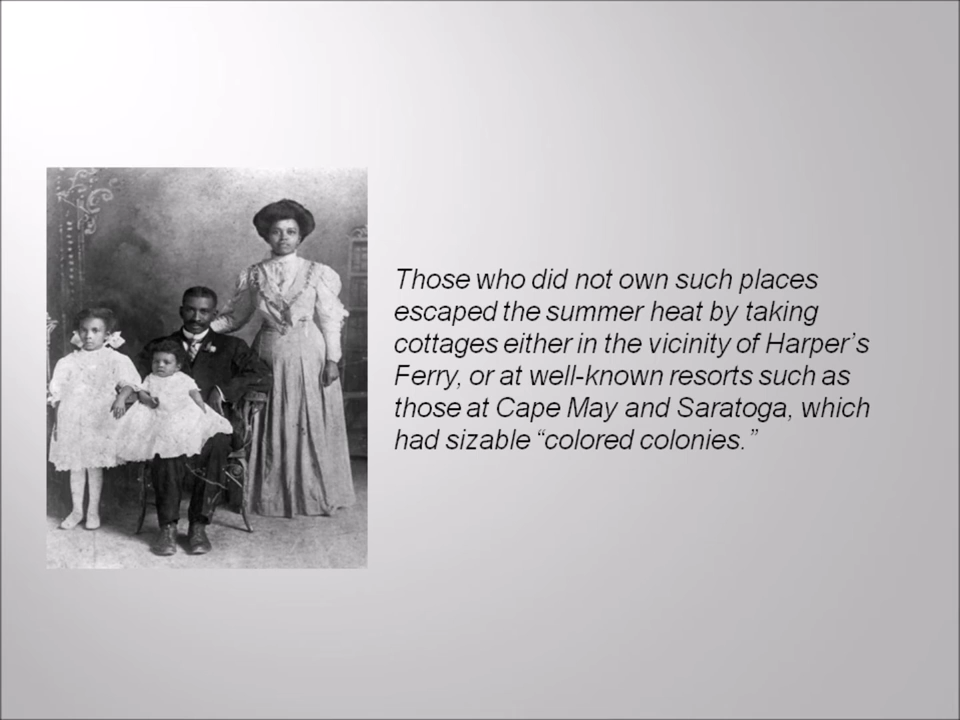 Those who did not own such places
escaped the summer heat by taking
cottages either in the vicinity of Harper’s
Ferry, or at well-known resorts such as
those at Cape May and Saratoga, which
had sizable “colored colonies.”